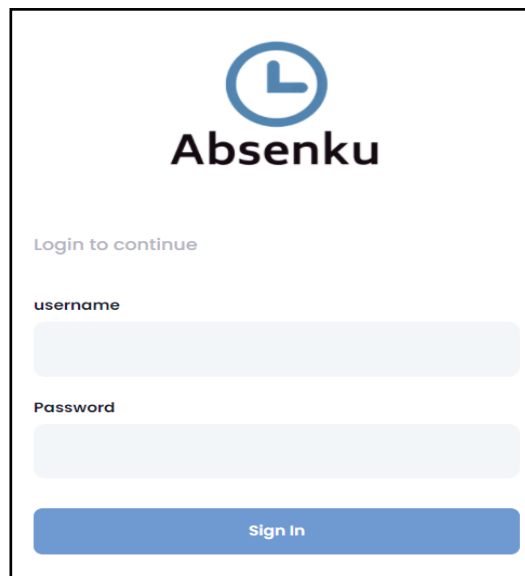 Absenku
Login to continue
username
Password
Sign In